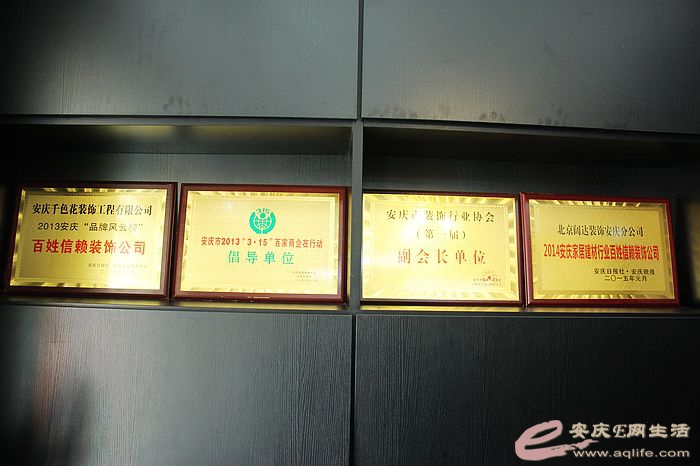 安庆千色花装饰工程有限公司
2013安庆“品牌风云榜”
百姓信赖装饰公司
安庆市2013“3·15”百家商企在行动
倡导单位
安庆市装饰行业协会
（第一届）
副会长单位
北京阔达装饰安庆分公司
2014安庆家居建材行业百姓信赖装饰公司
安庆日报社·安庆晚报
二〇一五年元月
安庆E网生活
www.aqlife.com